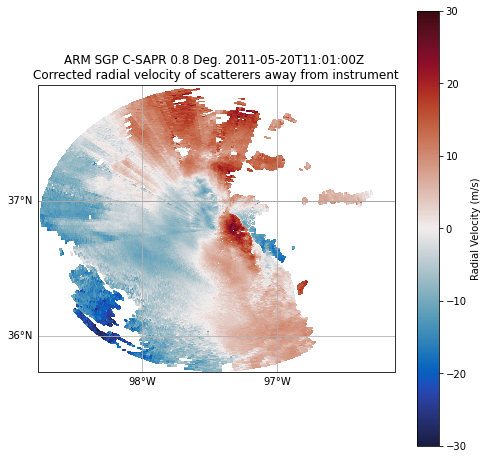 ARM SGP C-SAPR 0.8 Deg. 2011-05-20T11:01:00Z
Corrected radial velocity of scatterers away from instrument
37°N
36°N
98°W
97°W
30
20
10
0
−10
−20
−30
Radial Velocity (m/s)